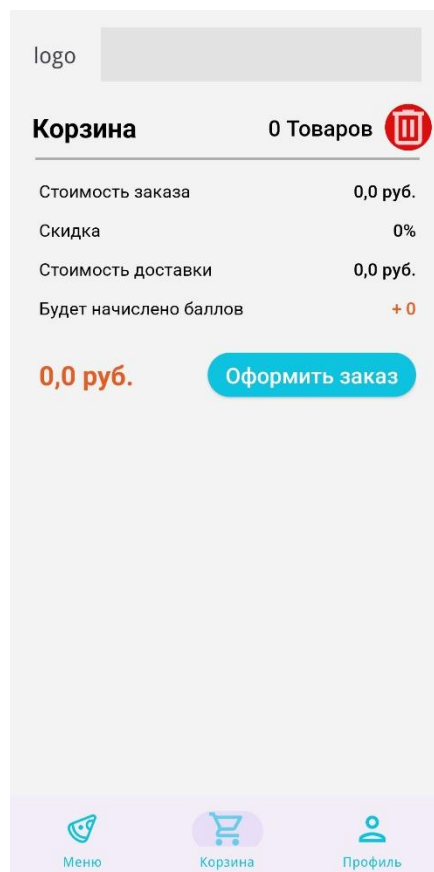 logo
Корзина 0 Товаров
Стоимость заказа 0,0 руб.
Скидка 0%
Стоимость доставки 0,0 руб.
Будет начислено баллов + 0
0,0 руб. Оформить заказ
Меню Корзина Профиль